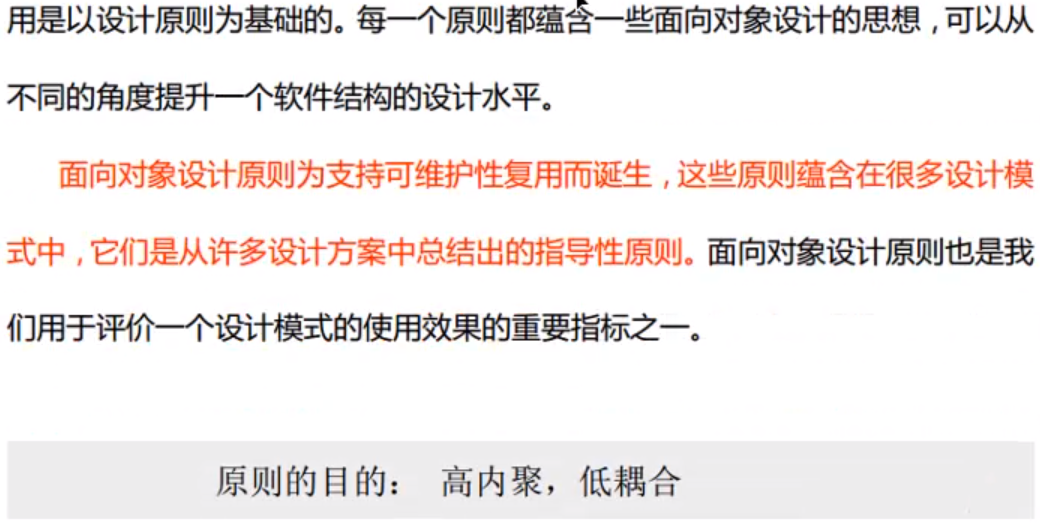 用是以设计原则为基础的。每一个原则都蕴含一些面向对象设计的思想，可以从
不同的角度提升一个软件结构的设计水平。
面向对象设计原则为支持可维护性复用而诞生，这些原则蕴含在很多设计模
式中，它们是从许多设计方案中总结出的指导性原则。面向对象设计原则也是我
们用于评价一个设计模式的使用效果的重要指标之一。
原则的目的： 高内聚，低耦合